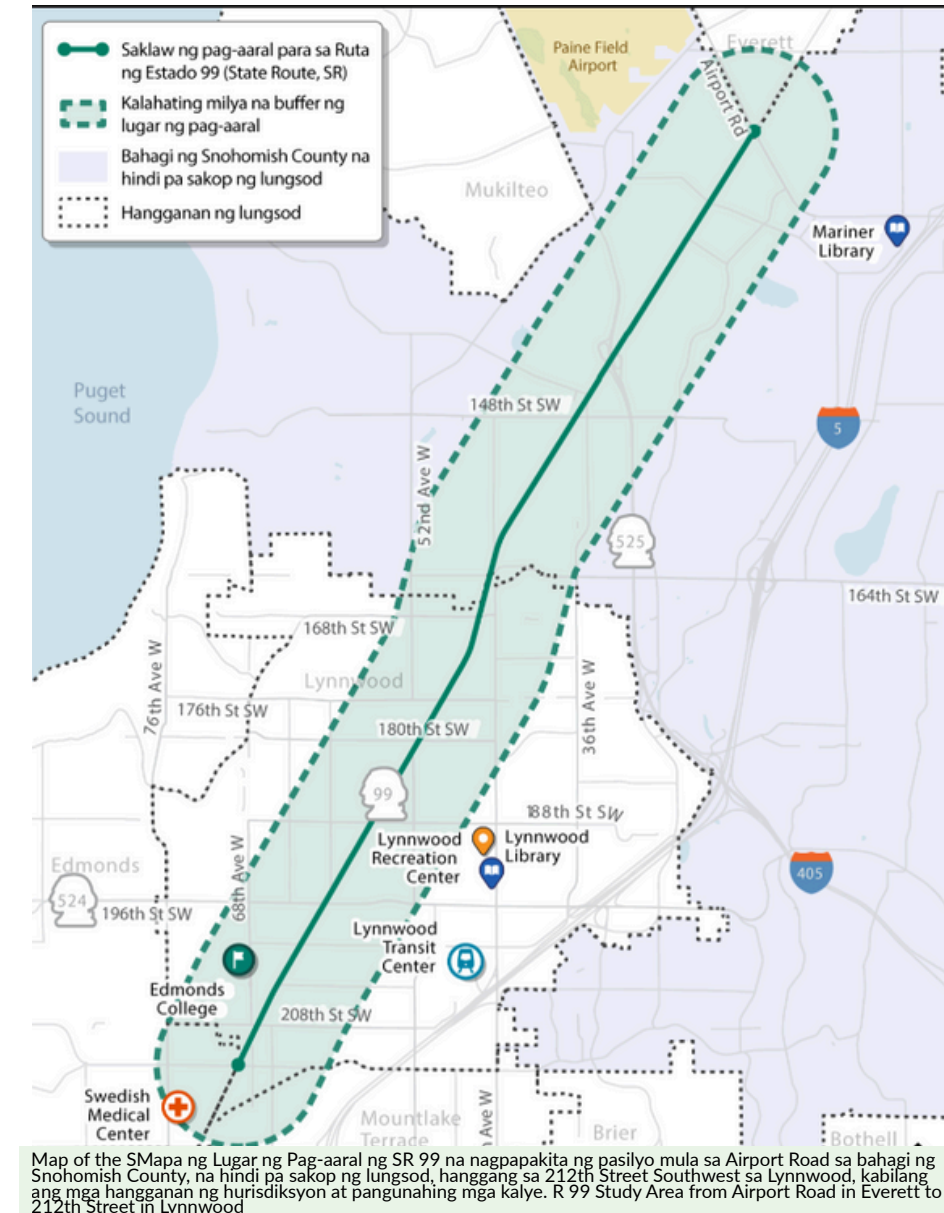 Saklaw ng pag-aaral para sa Ruta
ng Estado 99 (State Route, SR)
Kalahating milya na buffer ng
lugar ng pag-aaral
Bahagi ng Snohomish County na
hindi pa sakop ng lungsod
Hangganan ng lungsod
Paine Field
Airport
Everett
Airport Rd
Mukilteo
Mariner
Library
Puget
Sound
148th St SW
5
52nd Ave W
525
164th St SW
168th St SW
Lynnwood
76th Ave W
176th St SW
36th Ave W
180th St SW
99
188th St SW
Lynnwood
Recreation
Center
Lynnwood
Library
405
Edmonds
524
196th St SW
68th Ave W
Lynnwood
Transit
Center
Edmonds
College
208th St SW
Swedish
Medical
Center
Mountlake
Terrace
Ave W
Brier
Bothell
Map of the SMapa ng Lugar ng Pag-aaral ng SR 99 na nagpapakita ng pasilyo mula sa Airport Road sa bahagi ng
Snohomish County, na hindi pa sakop ng lungsod, hanggang sa 212th Street Southwest sa Lynnwood, kabilang
ang mga hangganan ng hurisdiksyon at pangunahing mga kalye. R 99 Study Area from Airport Road in Everett to
212th Street in Lynnwood